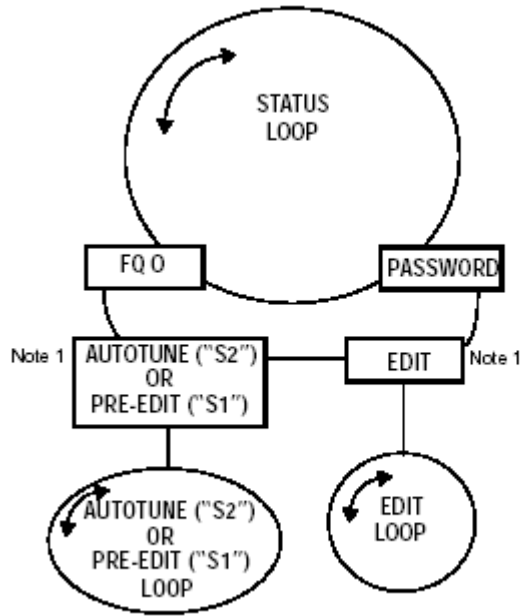 STATUS
LOOP
FQ O
PASSWORD
Note 1
AUTOTUNE ("S2")
OR
PRE-EDIT ("S1")
EDIT
Note 1
AUTOTUNE ("S2")
OR
PRE-EDIT ("S1")
LOOP
EDIT
LOOP